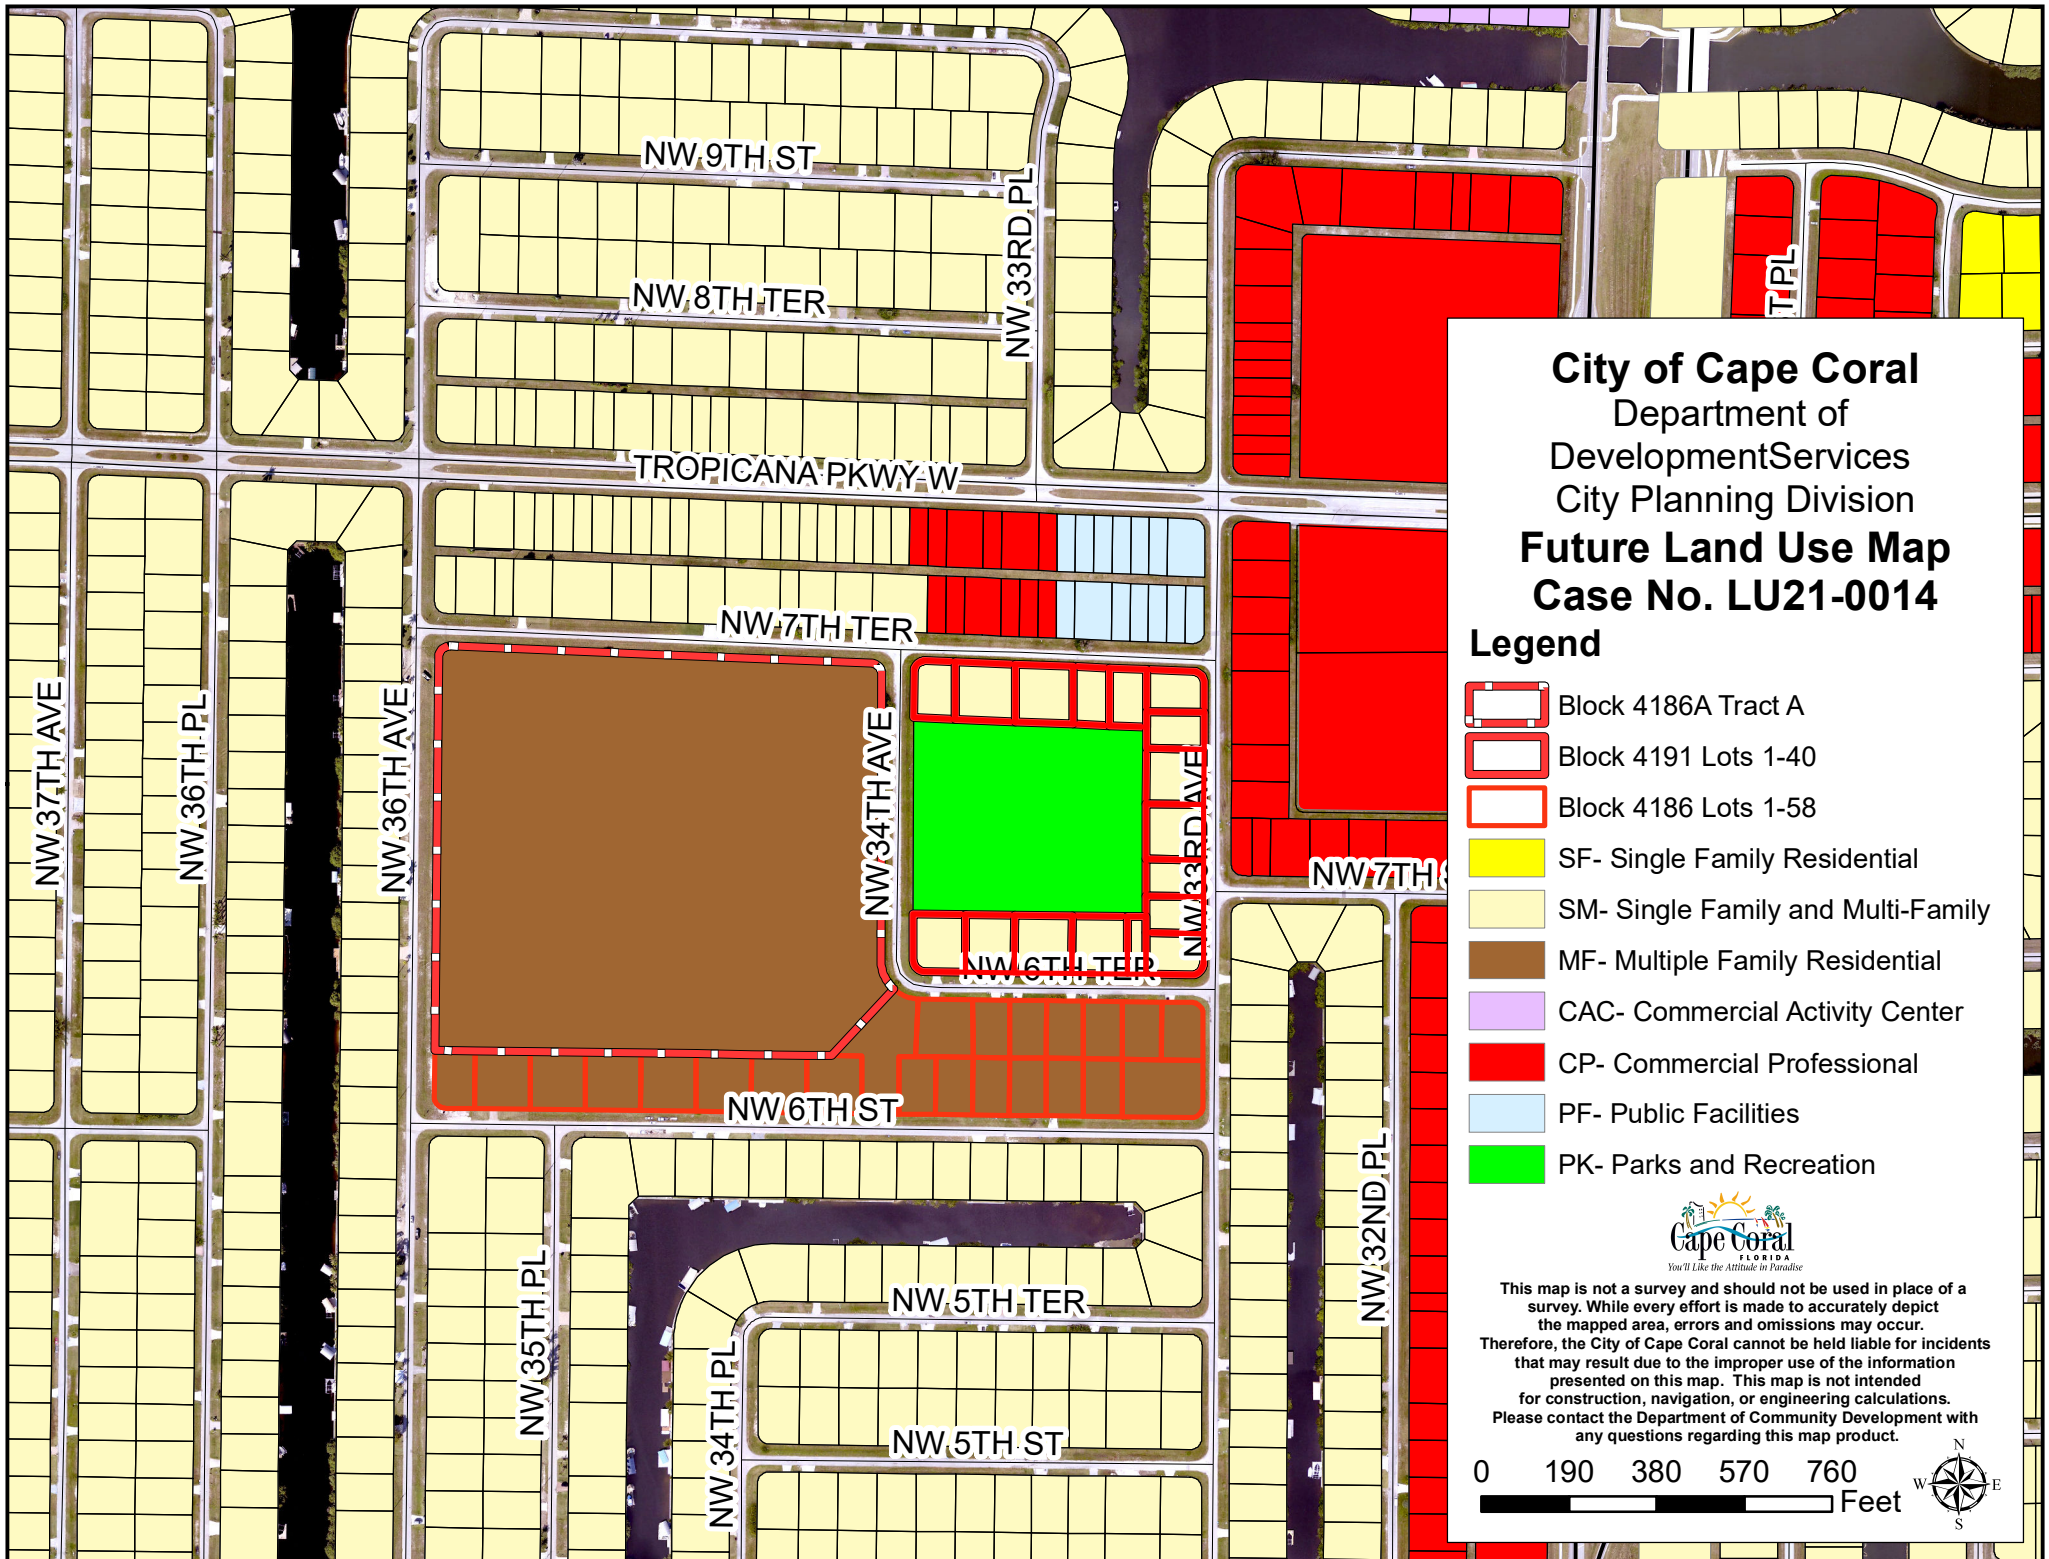 NW 9TH ST
NW 33RD PL
NW 8TH TER
T PL
TROPICANA PKWY W
NW 7TH TER
NW 37TH AVE
NW 36TH PL
NW 36TH AVE
NW 34TH AVE
NW 33RD AVE
NW 7TH S
NW 6TH TER
NW 6TH ST
NW 32ND PL
NW 35TH PL
NW 34TH PL
NW 5TH TER
NW 5TH ST
City of Cape Coral
Department of
DevelopmentServices
City Planning Division
Future Land Use Map
Case No. LU21-0014
Legend
Block 4186A Tract A
Block 4191 Lots 1-40
Block 4186 Lots 1-58
SF- Single Family Residential
SM- Single Family and Multi-Family
MF- Multiple Family Residential
CAC- Commercial Activity Center
CP- Commercial Professional
PF- Public Facilities
PK- Parks and Recreation
Cape Coral
FLORIDA
You'll Like the Attitude in Paradise
This map is not a survey and should not be used in place of a
survey. While every effort is made to accurately depict
the mapped area, errors and omissions may occur.
Therefore, the City of Cape Coral cannot be held liable for incidents
that may result due to the improper use of the information
presented on this map. This map is not intended
for construction, navigation, or engineering calculations.
Please contact the Department of Community Development with
any questions regarding this map product.
0 190 380 570 760
Feet
N
W E
S